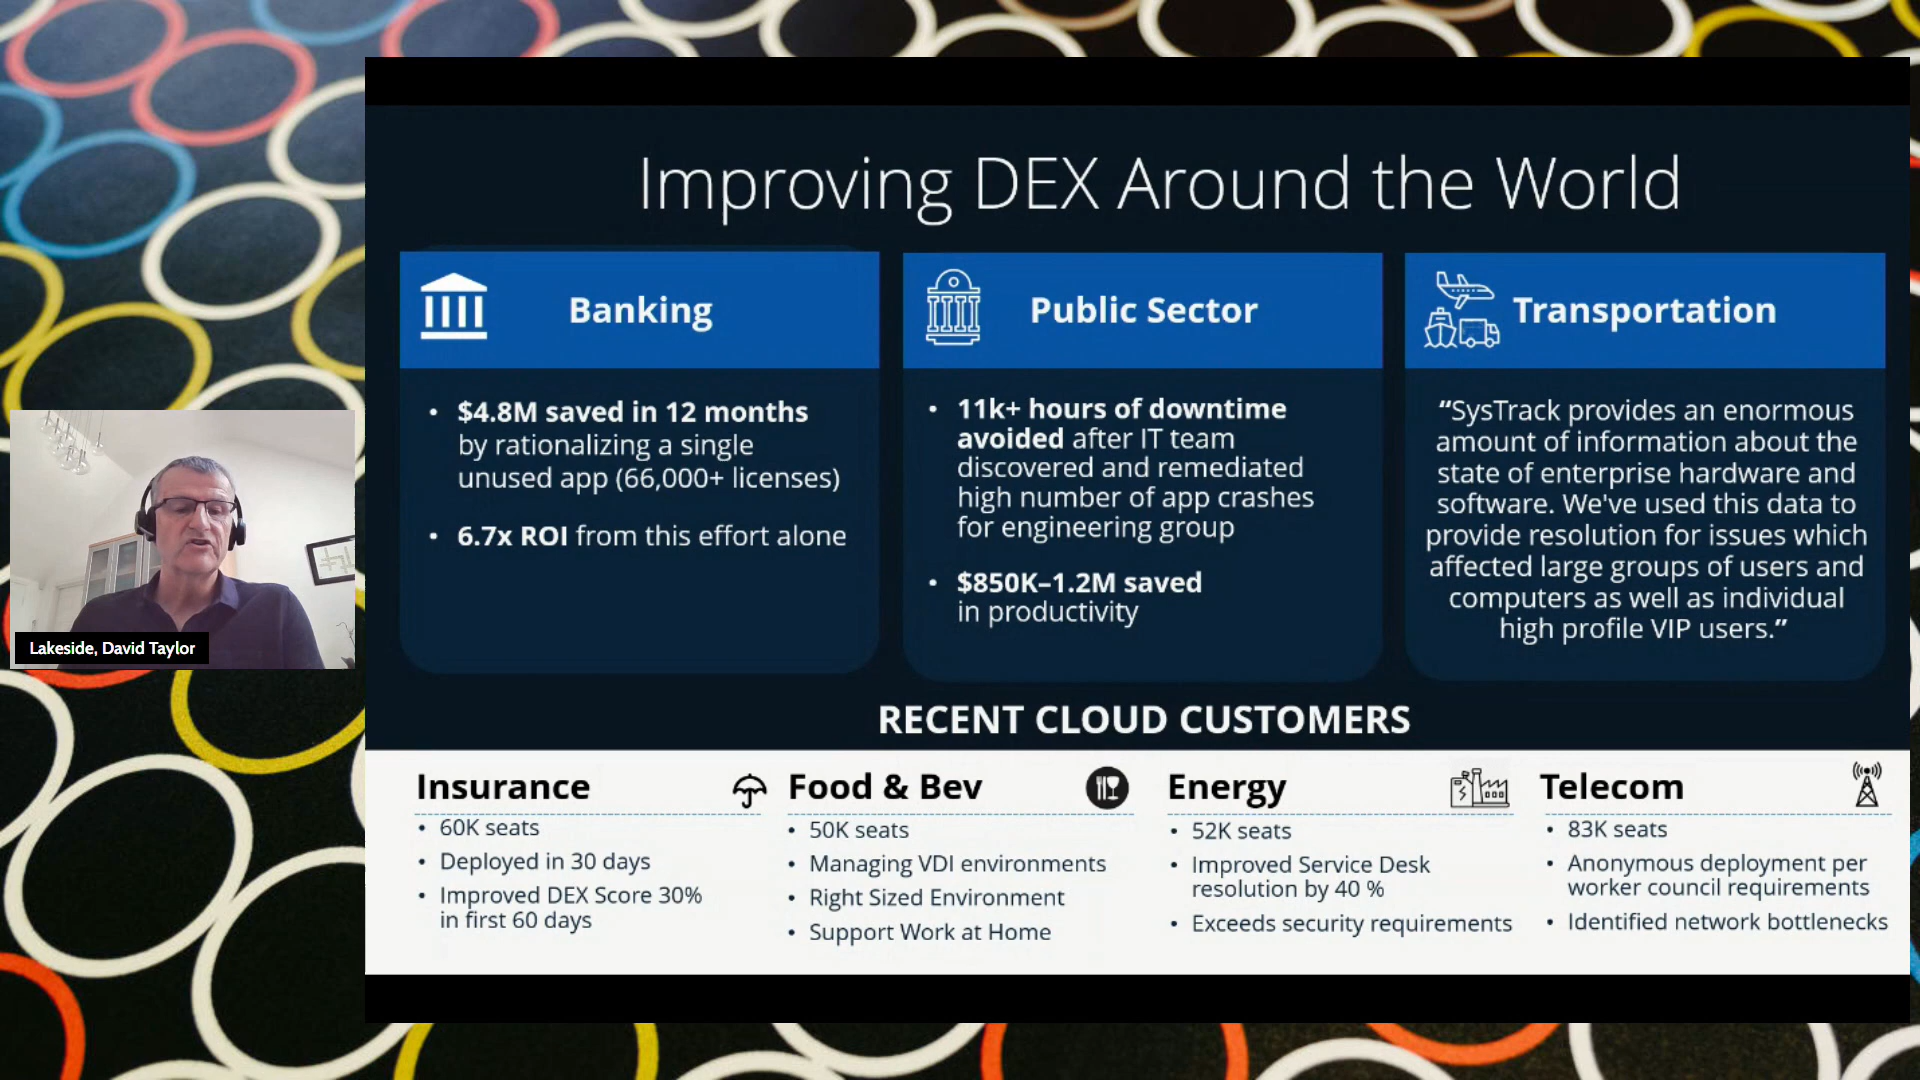 Improving DEX Around the World
Banking
• $4.8M saved in 12 months
by rationalizing a single
unused app (66,000+ licenses)
• 6.7x ROI from this effort alone
Public Sector
• 11k+ hours of downtime
avoided after IT team
discovered and remediated
high number of app crashes
for engineering group
• $850K–1.2M saved
in productivity
Transportation
“SysTrack provides an enormous
amount of information about the
state of enterprise hardware and
software. We've used this data to
provide resolution for issues which
affected large groups of users and
computers as well as individual
high profile VIP users.”
Lakeside, David Taylor
RECENT CLOUD CUSTOMERS
Insurance
• 60K seats
• Deployed in 30 days
• Improved DEX Score 30%
in first 60 days
Food & Bev
• 50K seats
• Managing VDI environments
• Right Sized Environment
• Support Work at Home
Energy
• 52K seats
• Improved Service Desk
resolution by 40 %
• Exceeds security requirements
Telecom
• 83K seats
• Anonymous deployment per
worker council requirements
• Identified network bottlenecks